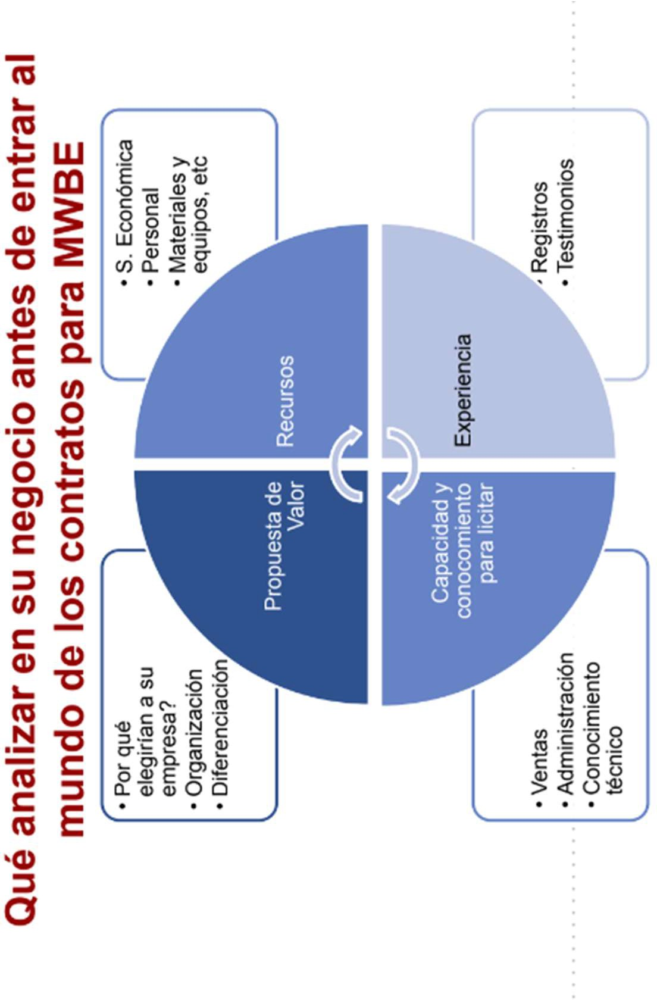 Qué analizar en su negocio antes de entrar al
mundo de los contratos para MWBE
• Por qué
elegirían a su
empresa?
• Organización
• Diferenciación
• S. Económica
• Personal
• Materiales y
equipos, etc
Propuesta de
Valor
Recursos
Capacidad y
conocimiento
para licitar
Experiencia
• Ventas
• Administración
• Conocimiento
técnico
• Registros
• Testimonios